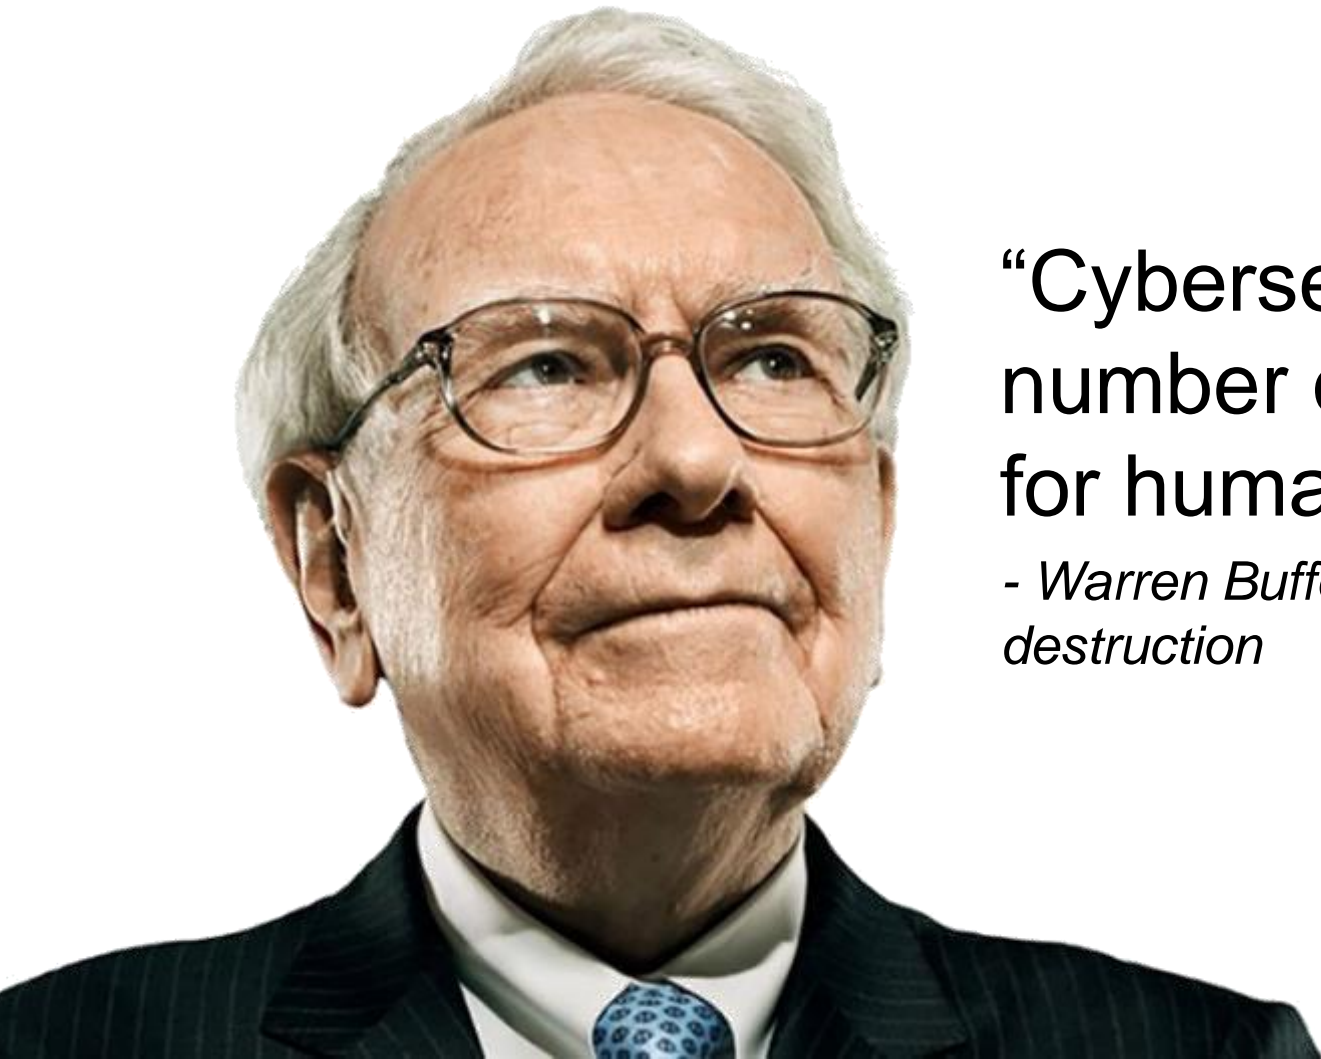 “Cyberse
number
for huma
- Warren Buff
destruction